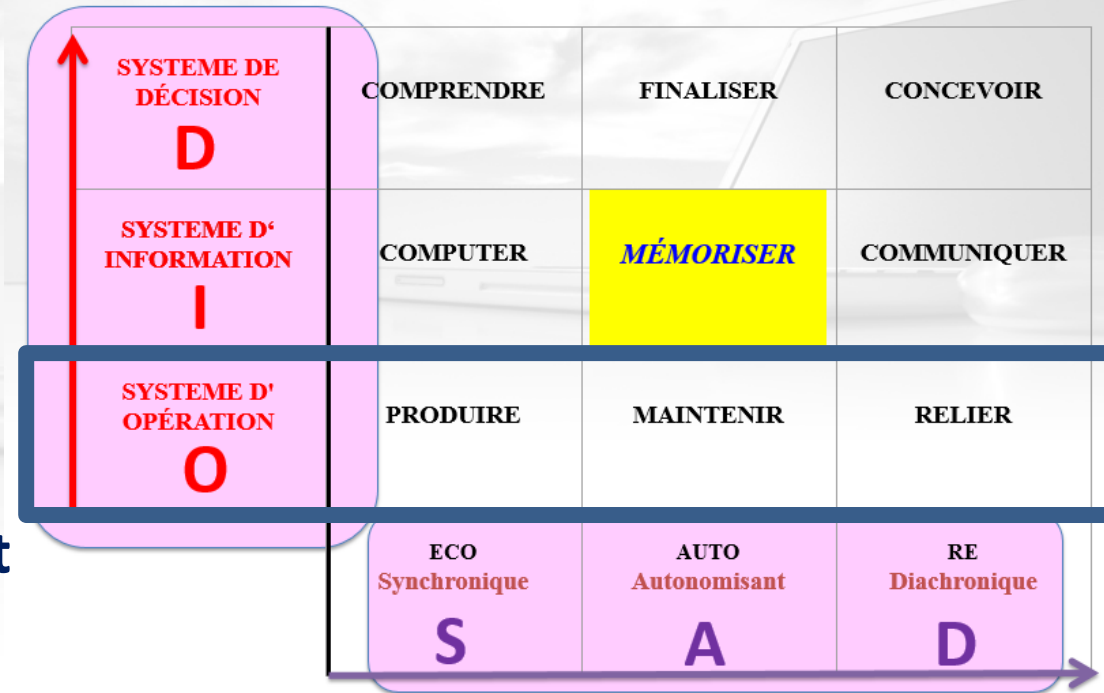 SYSTEME DE
DÉCISION
D
COMPRENDRE
FINALISER
CONCEVOIR
SYSTEME D‘
INFORMATION
I
COMPUTER
MÉMORISER
COMMUNIQUER
SYSTEME D'
OPÉRATION
O
PRODUIRE
MAINTENIR
RELIER
t
ECO
Synchronique
S
AUTO
Autonomisant
A
RE
Diachronique
D